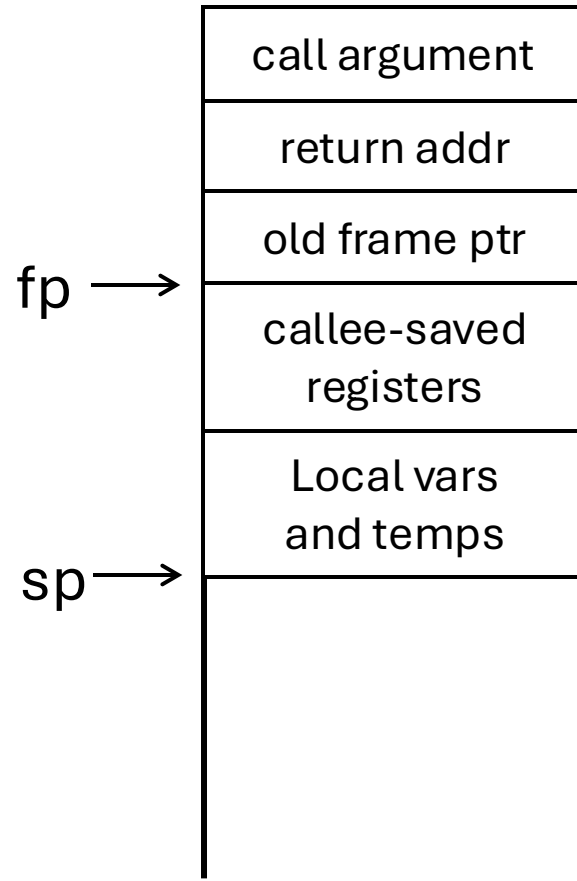 call argument
return addr
old frame ptr
fp
callee-saved
registers
Local vars
and temps
sp